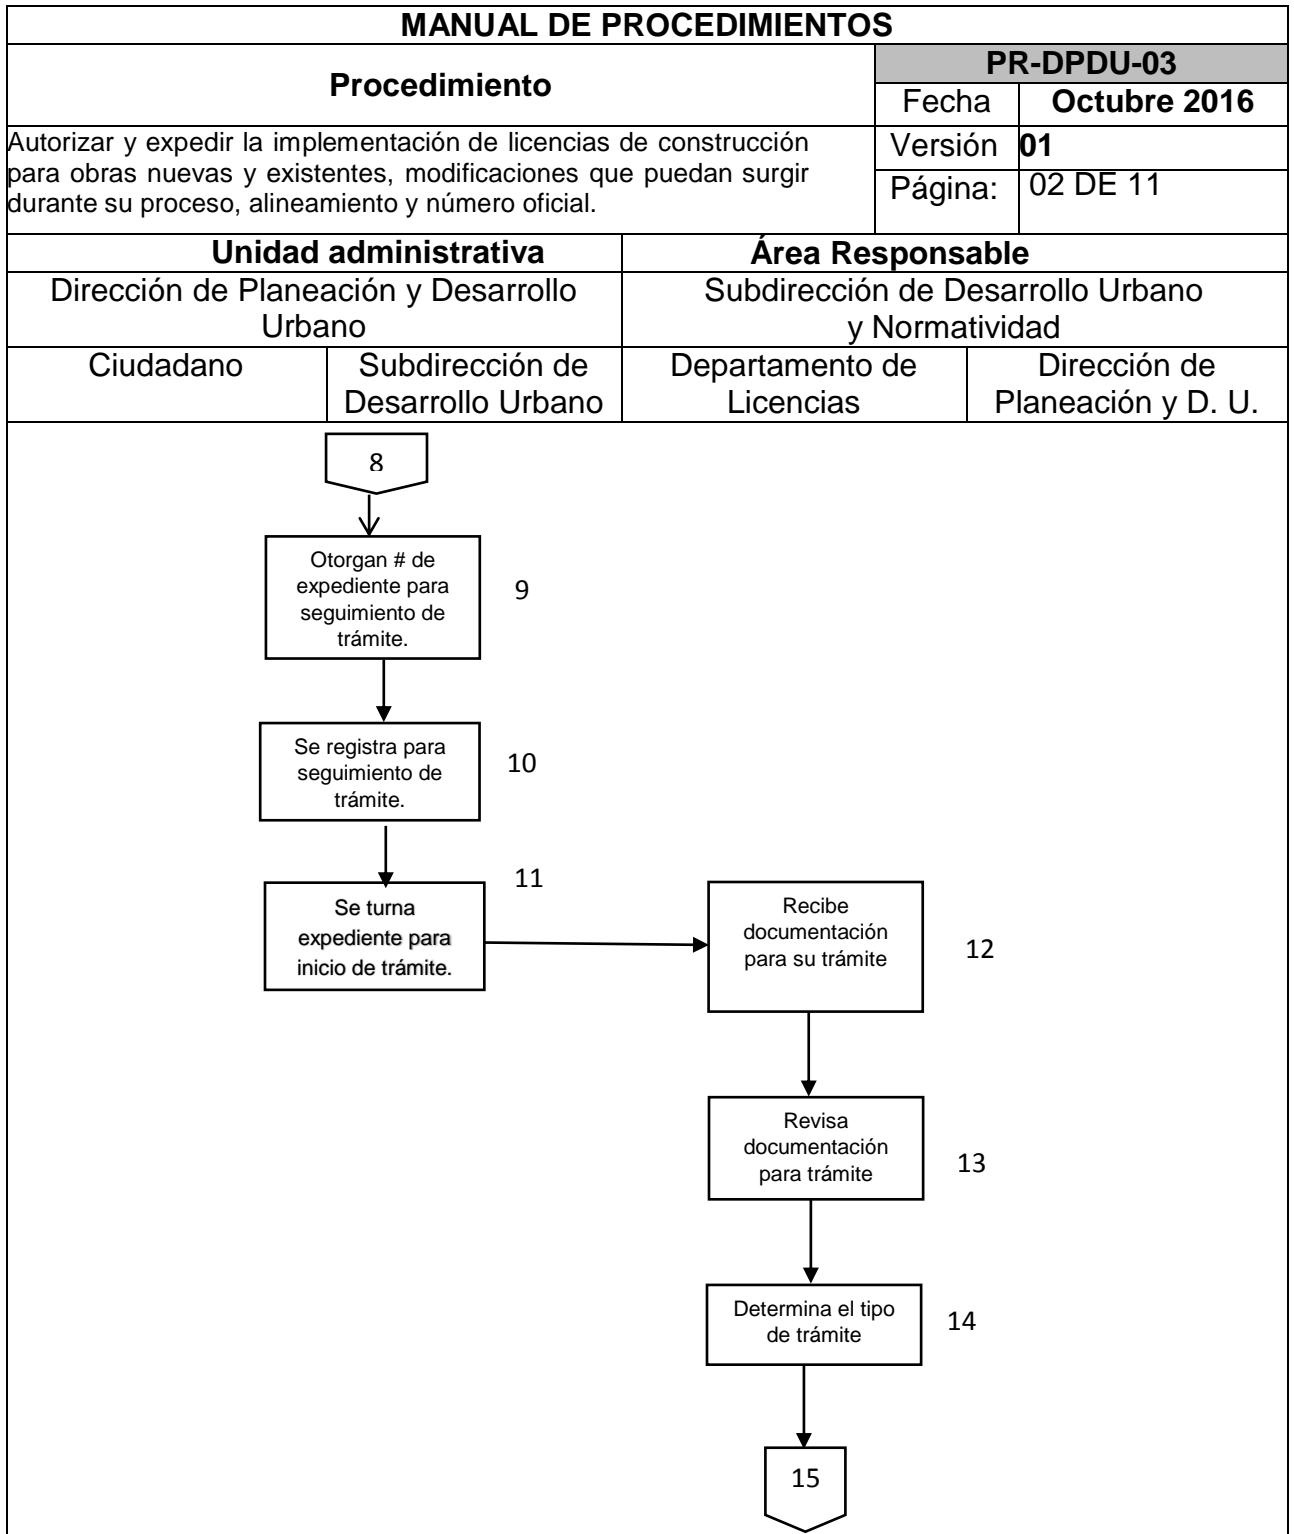 MANUAL DE PROCEDIMIENTOS
Procedimiento
PR-DPDU-03
Fecha
Octubre 2016
Autorizar y expedir la implementación de licencias de construcción
para obras nuevas y existentes, modificaciones que puedan surgir
durante su proceso, alineamiento y número oficial.
Versión
01
Página:
02 DE 11
Unidad administrativa
Área Responsable
Dirección de Planeación y Desarrollo
Urbano
Subdirección de Desarrollo Urbano
y Normatividad
Ciudadano
Subdirección de
Desarrollo Urbano
Departamento de
Licencias
Dirección de
Planeación y D. U.
8
Otorgan # de
expediente para
seguimiento de
trámite.
9
Se registra para
seguimiento de
trámite.
10
Se turna
expediente para
inicio de trámite.
11
Recibe
documentación
para su trámite
12
Revisa
documentación
para trámite
13
Determina el tipo
de trámite
14
15